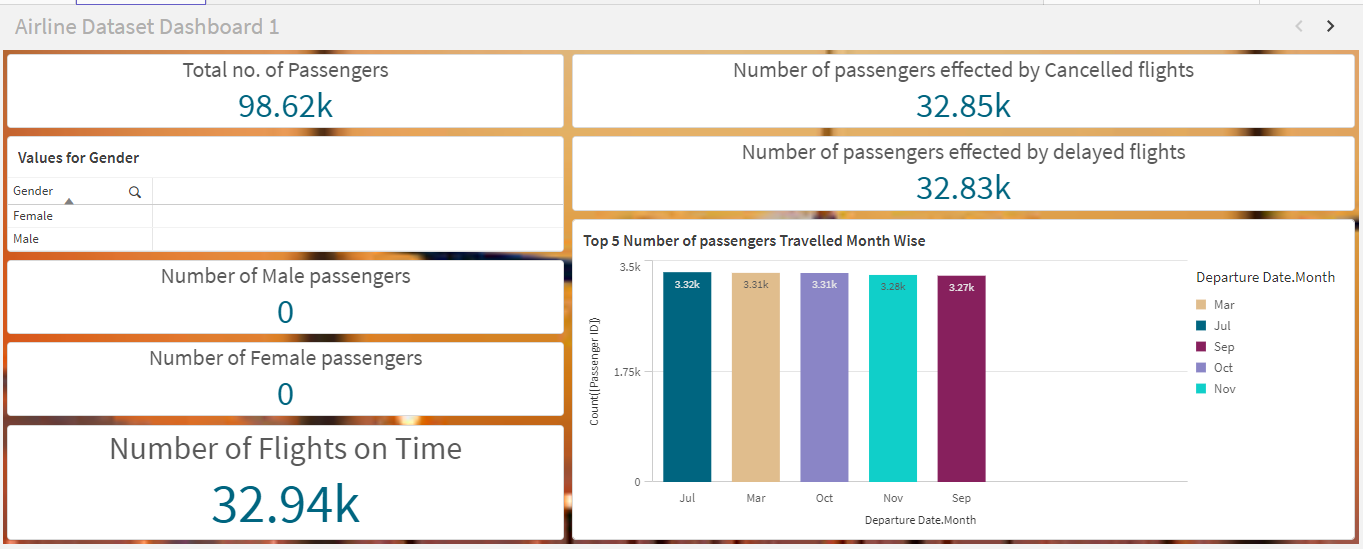 Airline Dataset Dashboard 1
Total no. of Passengers
98.62k
Number of passengers effected by Cancelled flights
32.85k
Values for Gender
Gender
Female
Male
Number of passengers effected by delayed flights
32.83k
Number of Male passengers
0
Number of Female passengers
0
Number of Flights on Time
32.94k
Top 5 Number of passengers Travelled Month Wise
Count([Passenger ID])
3.5k
1.75k
0
3.32k
3.31k
3.31k
3.28k
3.27k
Jul
Mar
Oct
Nov
Sep
Departure Date.Month
Departure Date.Month
Mar
Jul
Sep
Oct
Nov